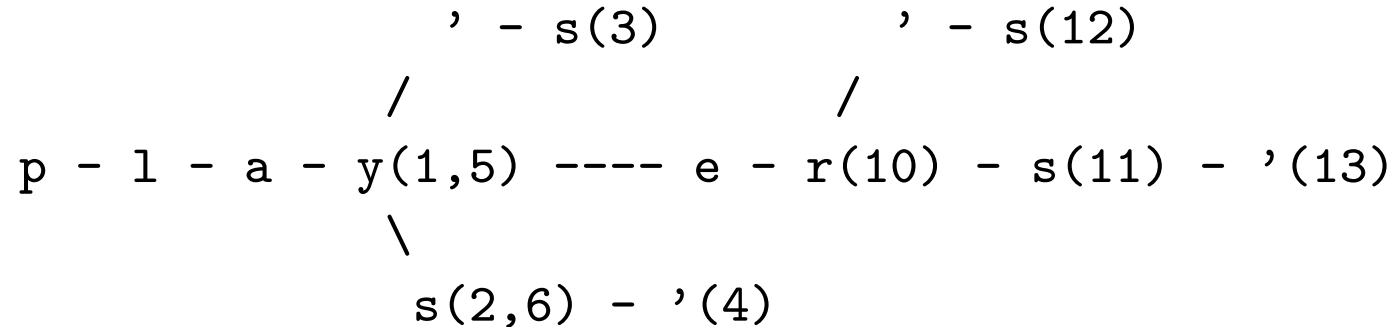 ’ - s(3) ’ - s(12)
/ /
p - l - a - y(1,5) ---- e - r(10) - s(11) - ’(13)
\
s(2,6) - ’(4)